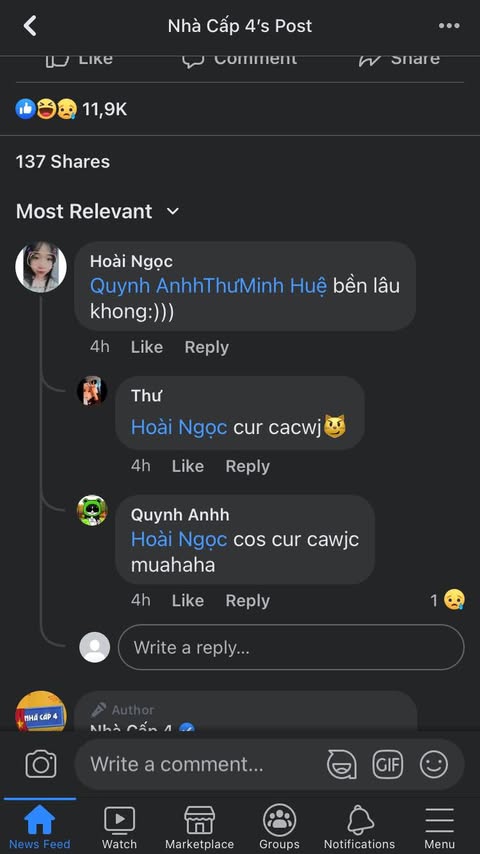 Nhà Cấp 4's Post
Like
Comment
Share
11,9K
137 Shares
Most Relevant
Hoài Ngọc
Quynh AnhhThưMinh Huệ bền lâu
khong:)))
4h Like Reply
Thư
Hoài Ngọc cur cacwj😼
4h Like Reply
Quynh Anhh
Hoài Ngọc cos cur cawjc
muahaha
4h Like Reply 1
Write a reply...
NHÀ CẤP 4
Author
Nhà Cấp 4
Write a comment...
GIF
News Feed
Watch
Marketplace
Groups
Notifications
Menu